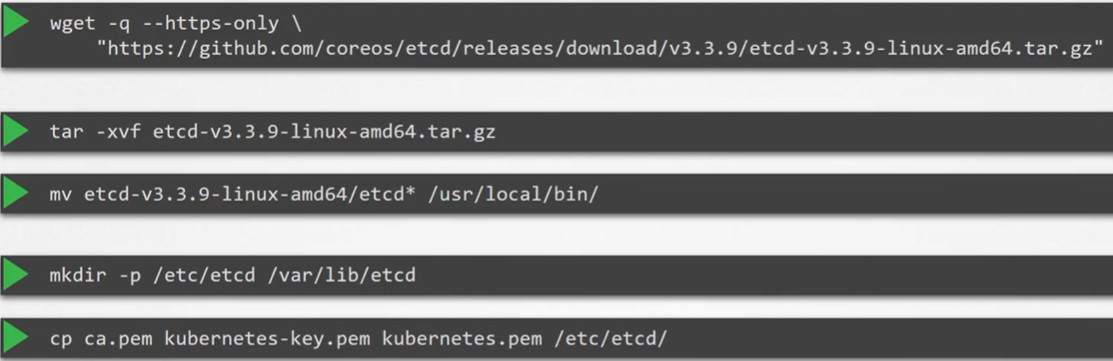 wget -q --https-only \
"https://github.com/coreos/etcd/releases/download/v3.3.9/etcd-v3.3.9-linux-amd64.tar.gz"
tar -xvf etcd-v3.3.9-linux-amd64.tar.gz
mv etcd-v3.3.9-linux-amd64/etcd* /usr/local/bin/
mkdir -p /etc/etcd /var/lib/etcd
cp ca.pem kubernetes-key.pem kubernetes.pem /etc/etcd/